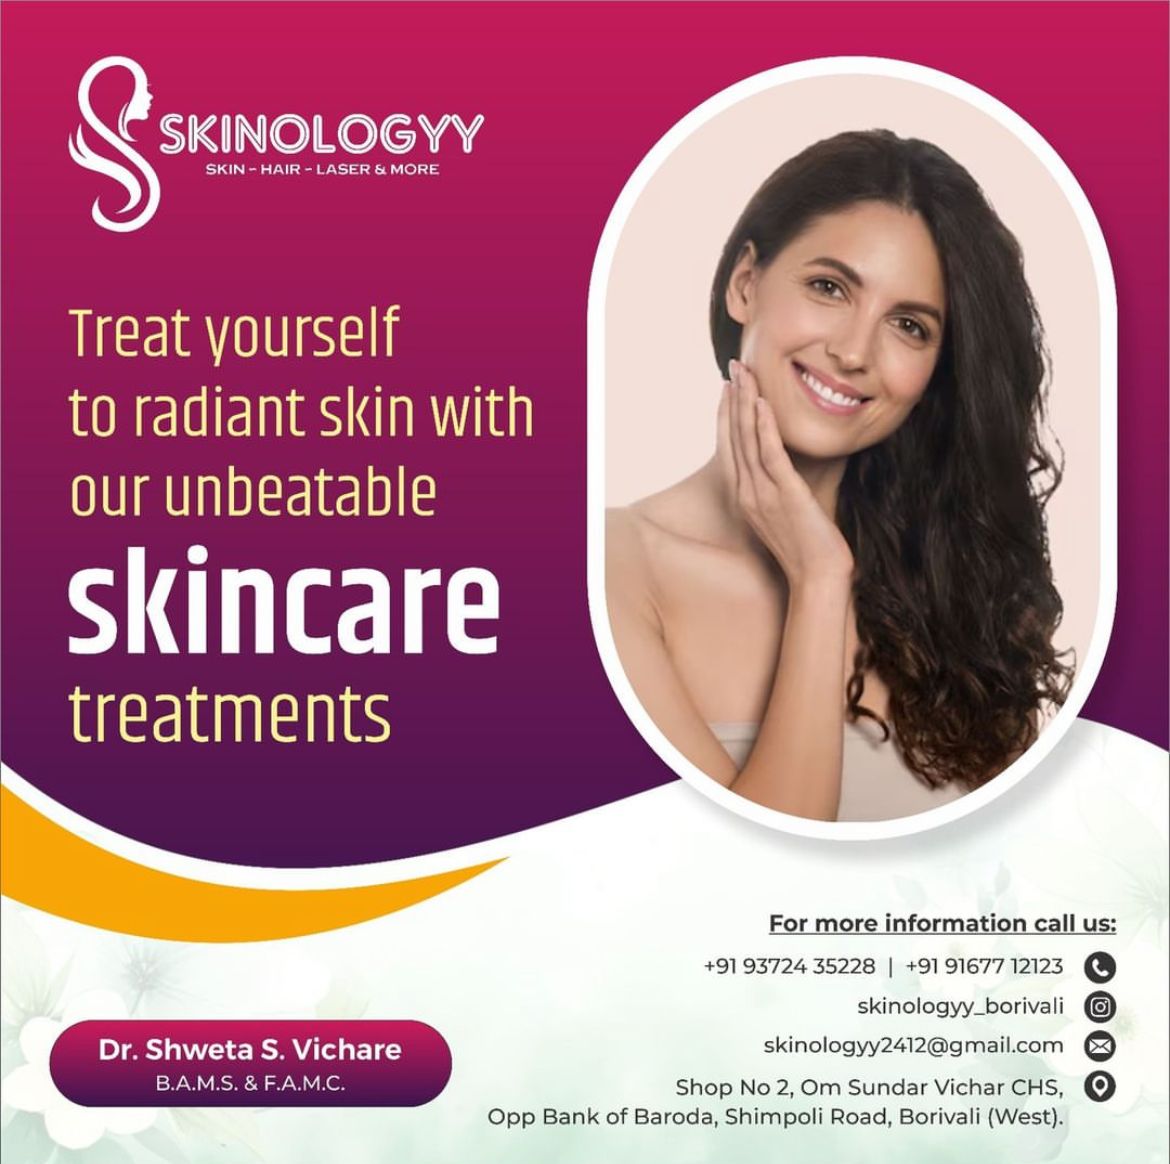 SKINOLOGYY
SKIN ~ HAIR ~ LASER & MORE
Treat yourself
to radiant skin with
our unbeatable
skincare
treatments
For more information call us:
+91 93724 35228 | +91 91677 12123
skinologyy_borivali
skinologyy2412@gmail.com
Shop No 2, Om Sundar Vichar CHS,
Opp Bank of Baroda, Shimpoli Road, Borivali (West).
Dr. Shweta S. Vichare
B.A.M.S. & F.A.M.C.